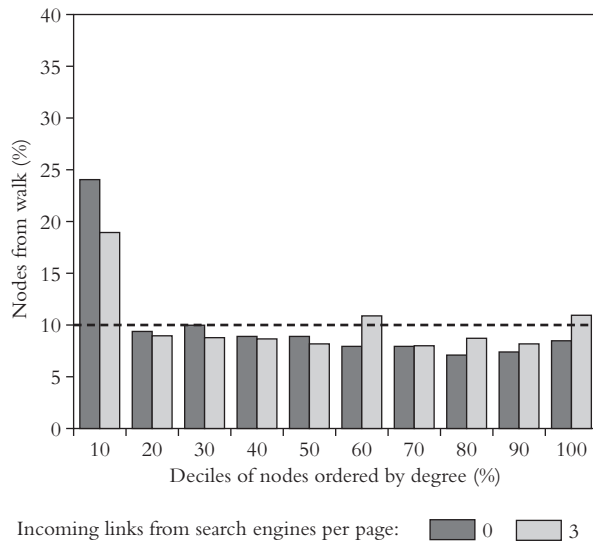 40
40
35
30
25
20
15
10
5
0
Nodes from walk (%)
10 20 30 40 50 60 70 80 90 100
Deciles of nodes ordered by degree (%)
Incoming links from search engines per page: 0 3